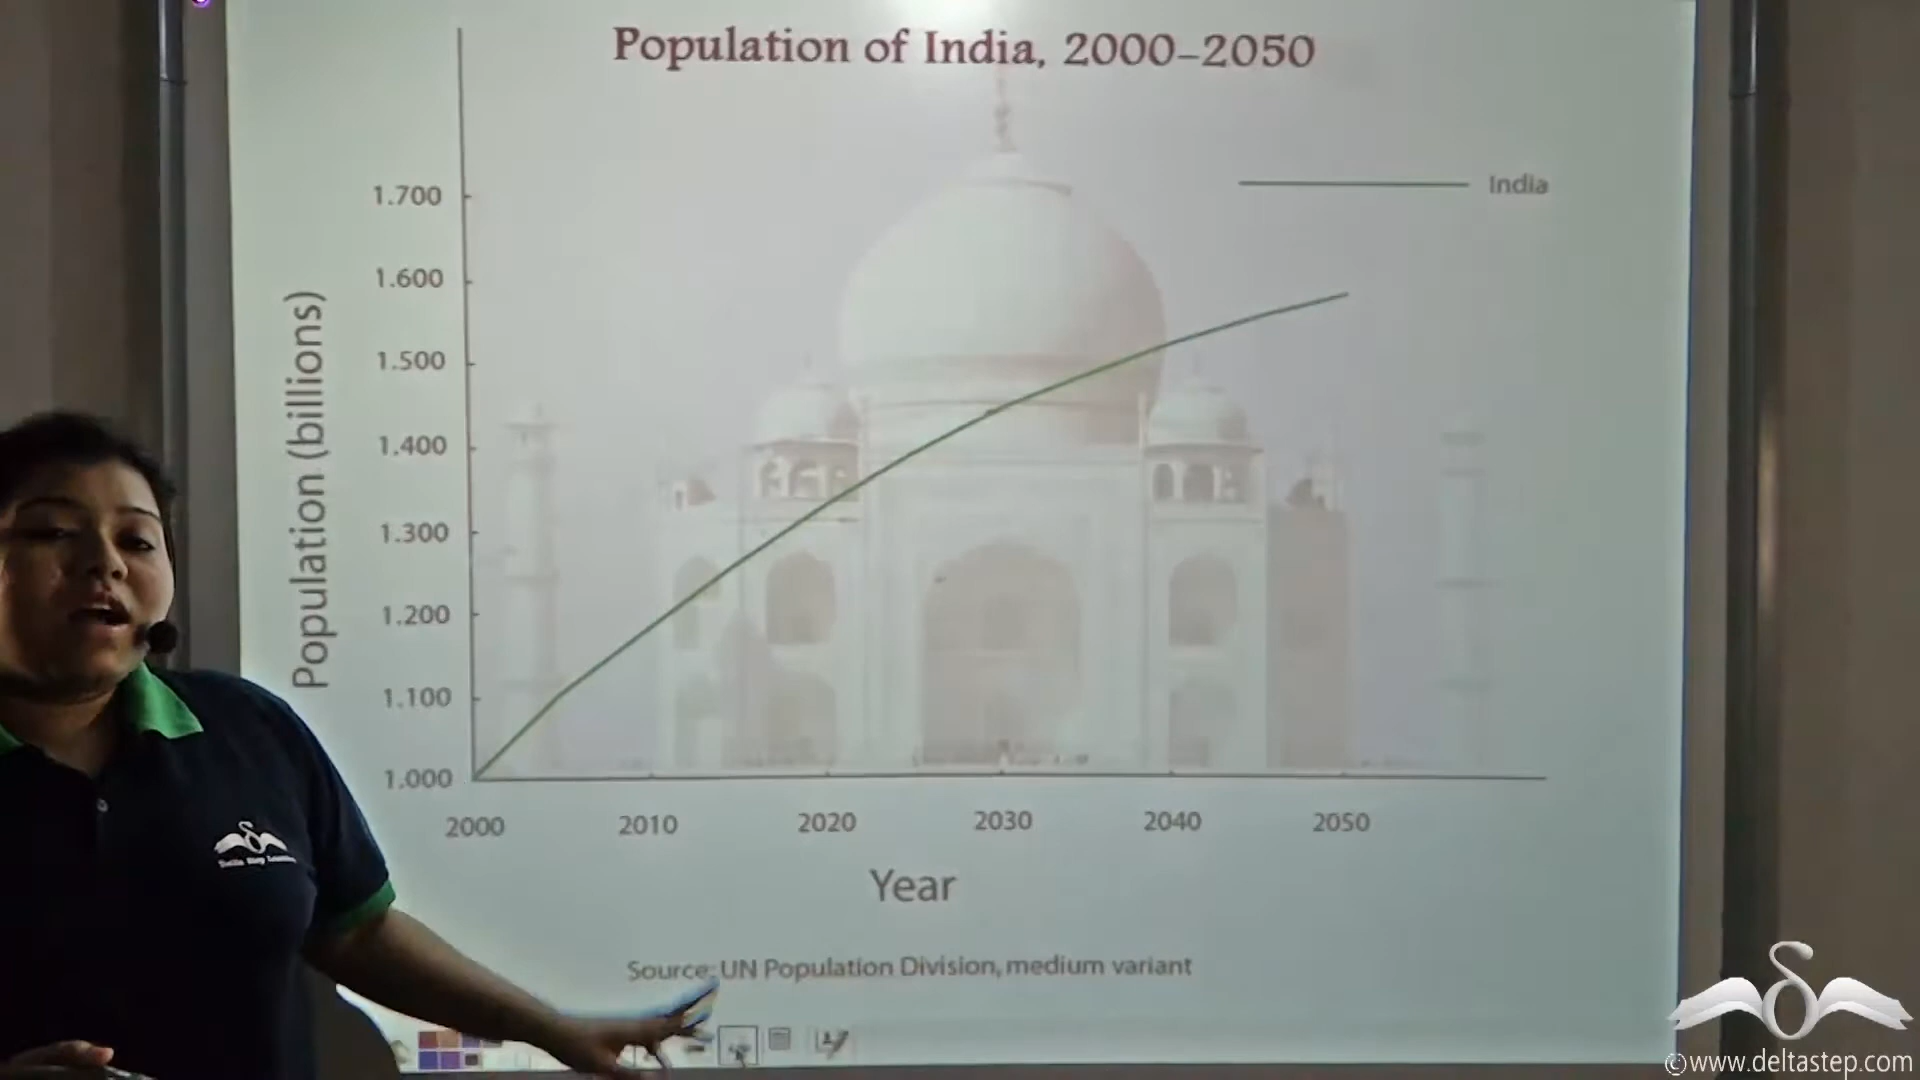 Population of India, 2000–2050
India
Population (billions)
1.700
1.600
1.500
1.400
1.300
1.200
1.100
1.000
2000 2010 2020 2030 2040 2050
Year
Source: UN Population Division, medium variant
©www.deltastep.com